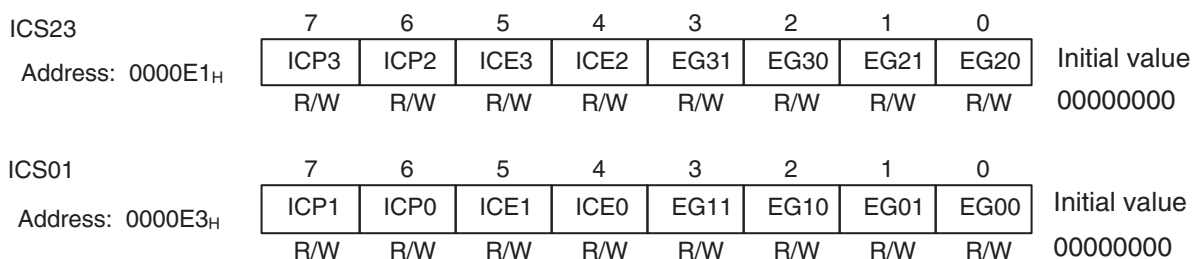 ICS23 7 6 5 4 3 2 1 0
Address: 0000E1H ICP3 ICP2 ICE3 ICE2 EG31 EG30 EG21 EG20 Initial value
R/W R/W R/W R/W R/W R/W R/W R/W 00000000
ICS01 7 6 5 4 3 2 1 0
Address: 0000E3H ICP1 ICP0 ICE1 ICE0 EG11 EG10 EG01 EG00 Initial value
R/W R/W R/W R/W R/W R/W R/W R/W 00000000